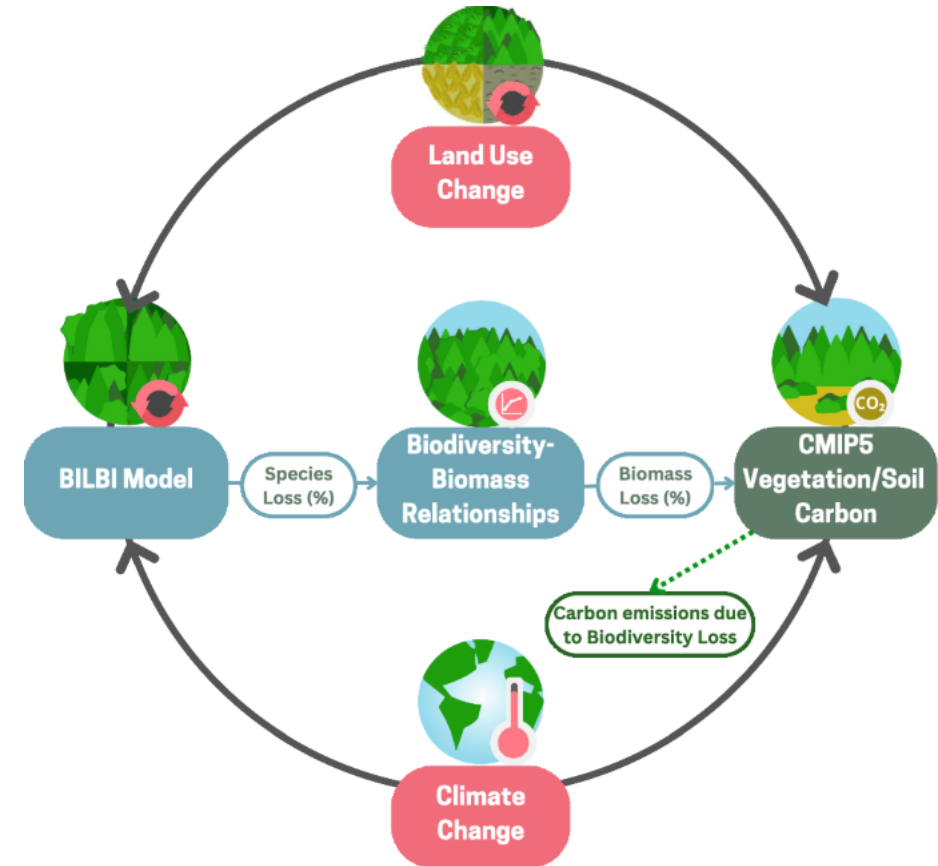 Land Use
Change
BILBI Model
Species
Loss (%)
Biodiversity-
Biomass
Relationships
Biomass
Loss (%)
CO₂
CMIP5
Vegetation/Soil
Carbon
Carbon emissions due
to Biodiversity Loss
Climate
Change